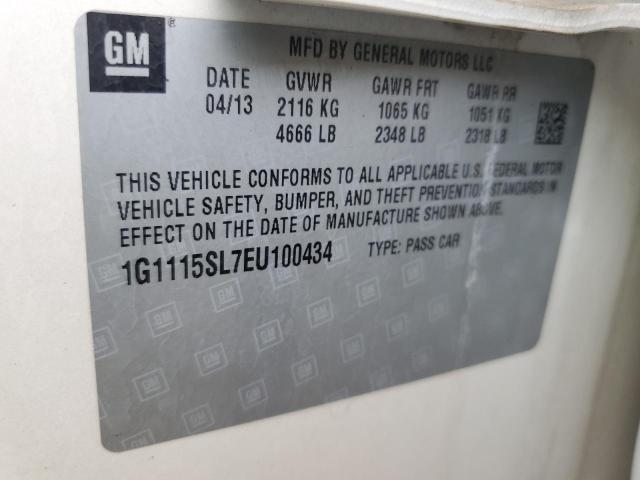 GM ®
MFD BY GENERAL MOTORS LLC
DATE GVWR GAWR FRT GAWR RR
04/13 2116 KG 1065 KG 1051 KG
4666 LB 2348 LB 2318 LB
THIS VEHICLE CONFORMS TO ALL APPLICABLE U.S. FEDERAL MOTOR
VEHICLE SAFETY, BUMPER, AND THEFT PREVENTION STANDARDS IN
EFFECT ON THE DATE OF MANUFACTURE SHOWN ABOVE.
1G1115SL7EU100434 TYPE: PASS CAR